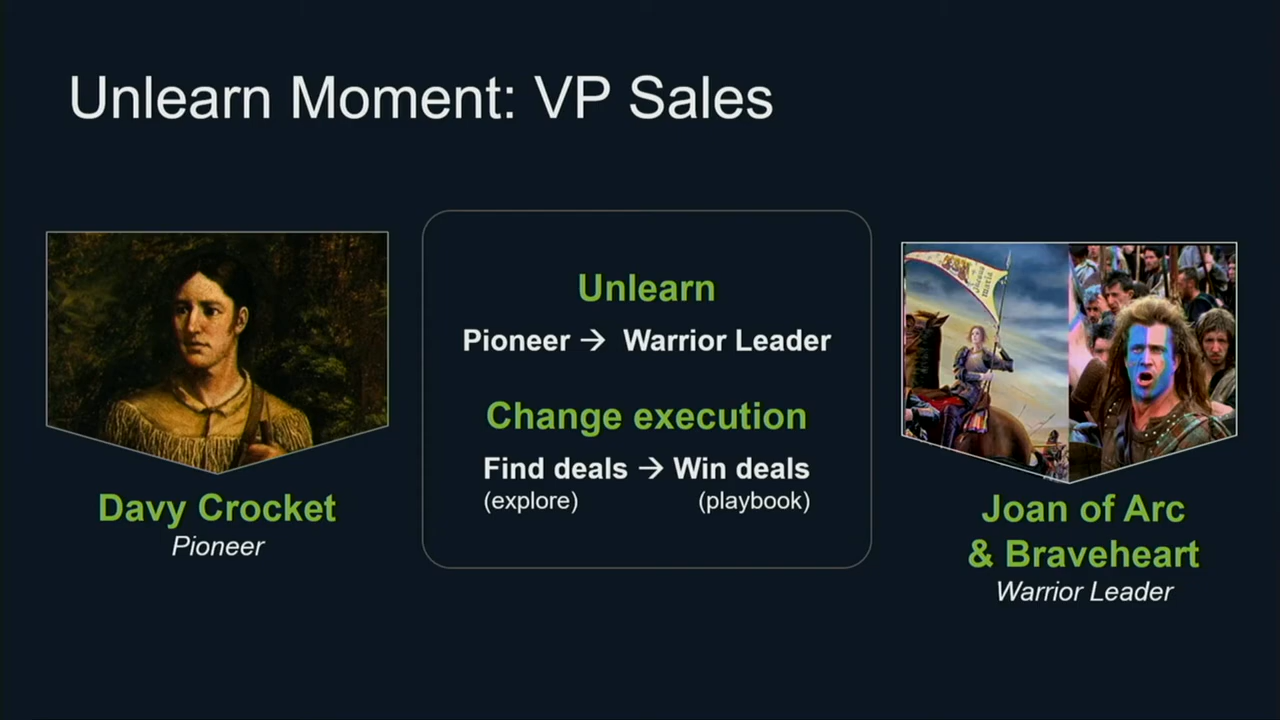 Unlearn Moment: VP Sales
Davy Crocket
Pioneer
Unlearn
Pioneer → Warrior Leader
Change execution
Find deals → Win deals
(explore) (playbook)
Joan of Arc
& Braveheart
Warrior Leader